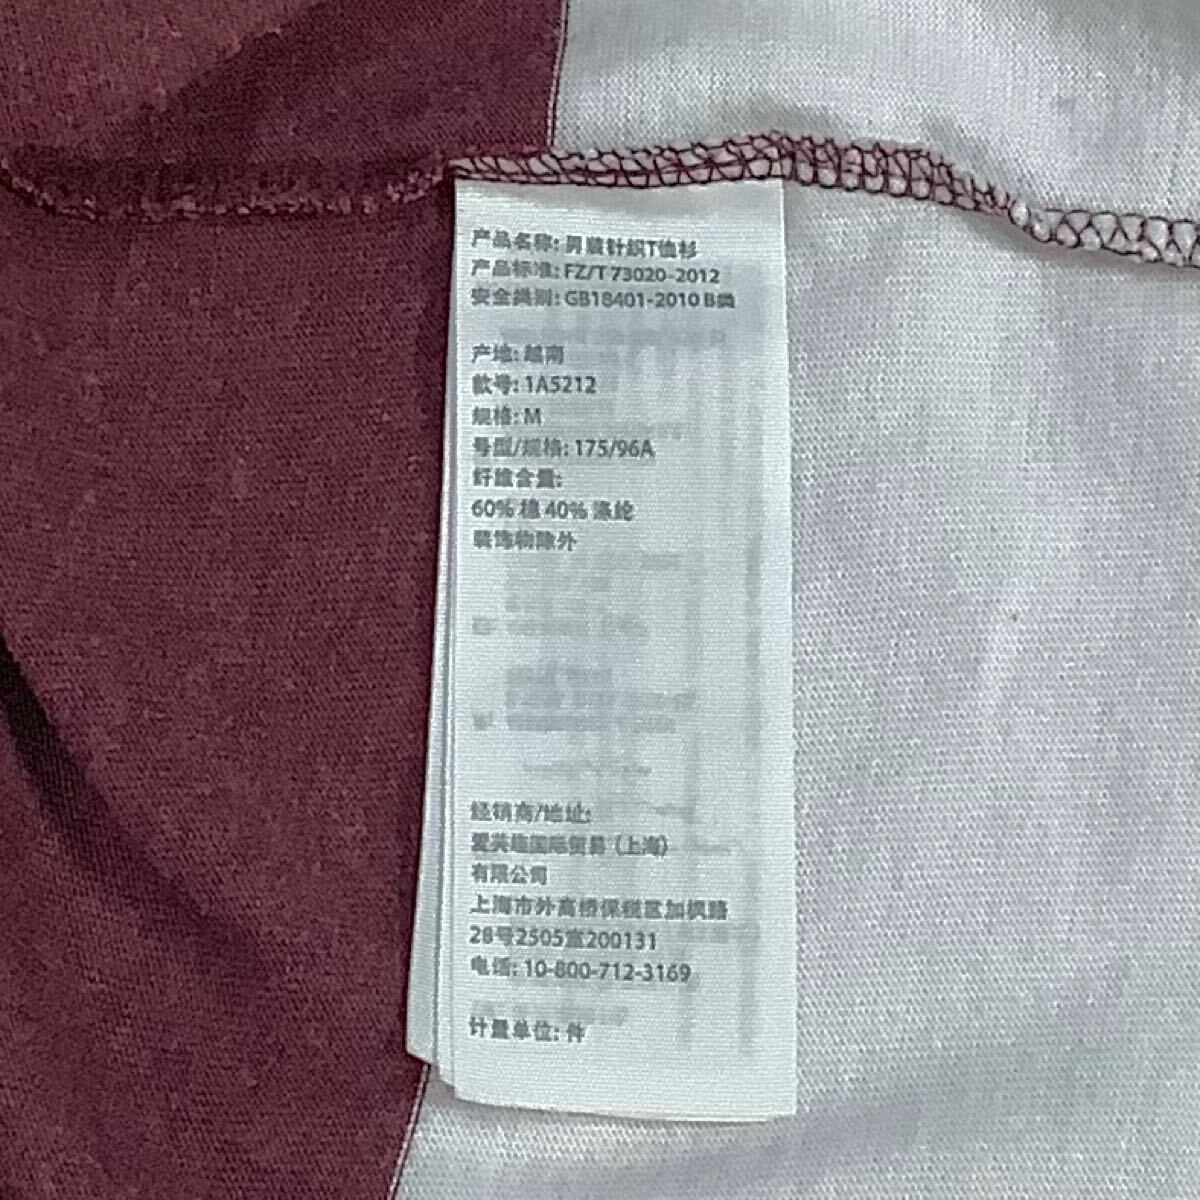 产品名称: 男装针织T恤衫
产品标准: FZ/T 73020-2012
安全类别: GB18401-2010 B类
产地: 越南
款号: 1A5212
规格: M
号型/规格: 175/96A
纤维含量:
60% 棉 40% 涤纶
装饰物除外
经销商/地址:
国际贸易（上海）
有限公司
上海市外高桥保税区加枫路
28号2505室200131
电话: 10-800-712-3169
计量单位: 件